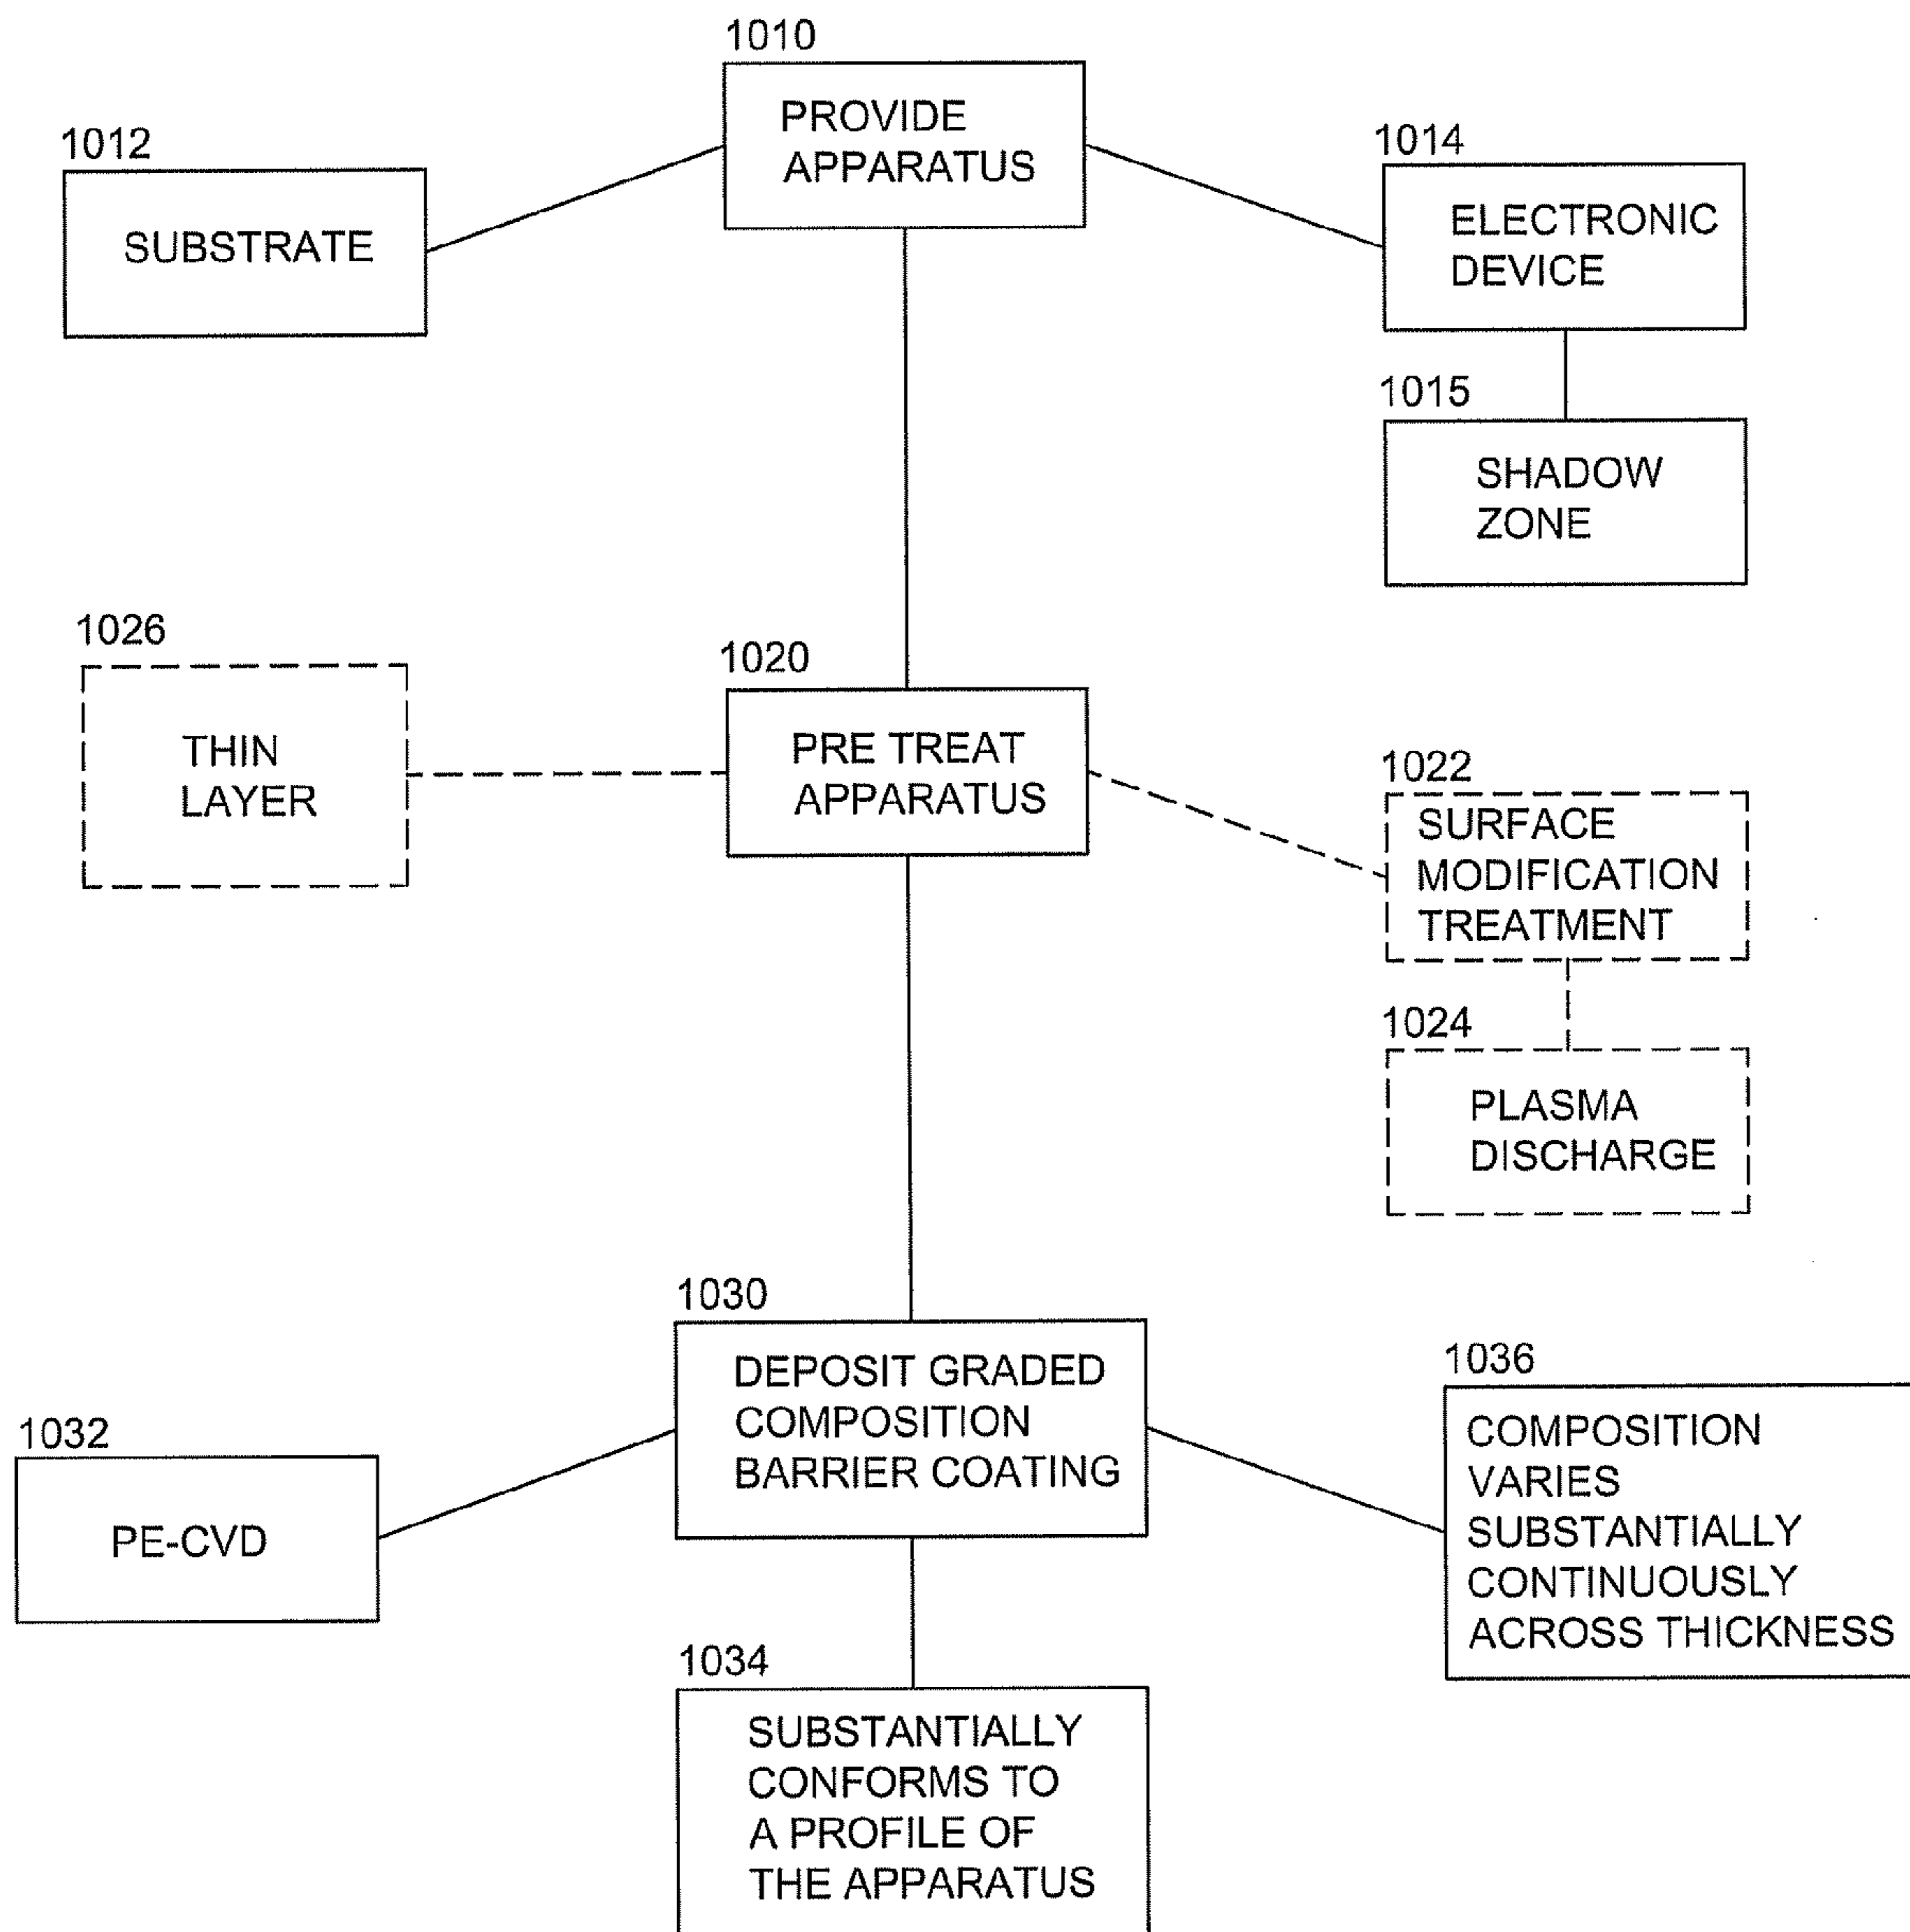 1010
PROVIDE
APPARATUS
1012
SUBSTRATE
1014
ELECTRONIC
DEVICE
1015
SHADOW
ZONE
1026
THIN
LAYER
1020
PRE TREAT
APPARATUS
1022
SURFACE
MODIFICATION
TREATMENT
1024
PLASMA
DISCHARGE
1030
DEPOSIT GRADED
COMPOSITION
BARRIER COATING
1032
PE-CVD
1036
COMPOSITION
VARIES
SUBSTANTIALLY
CONTINUOUSLY
ACROSS THICKNESS
1034
SUBSTANTIALLY
CONFORMS TO
A PROFILE OF
THE APPARATUS